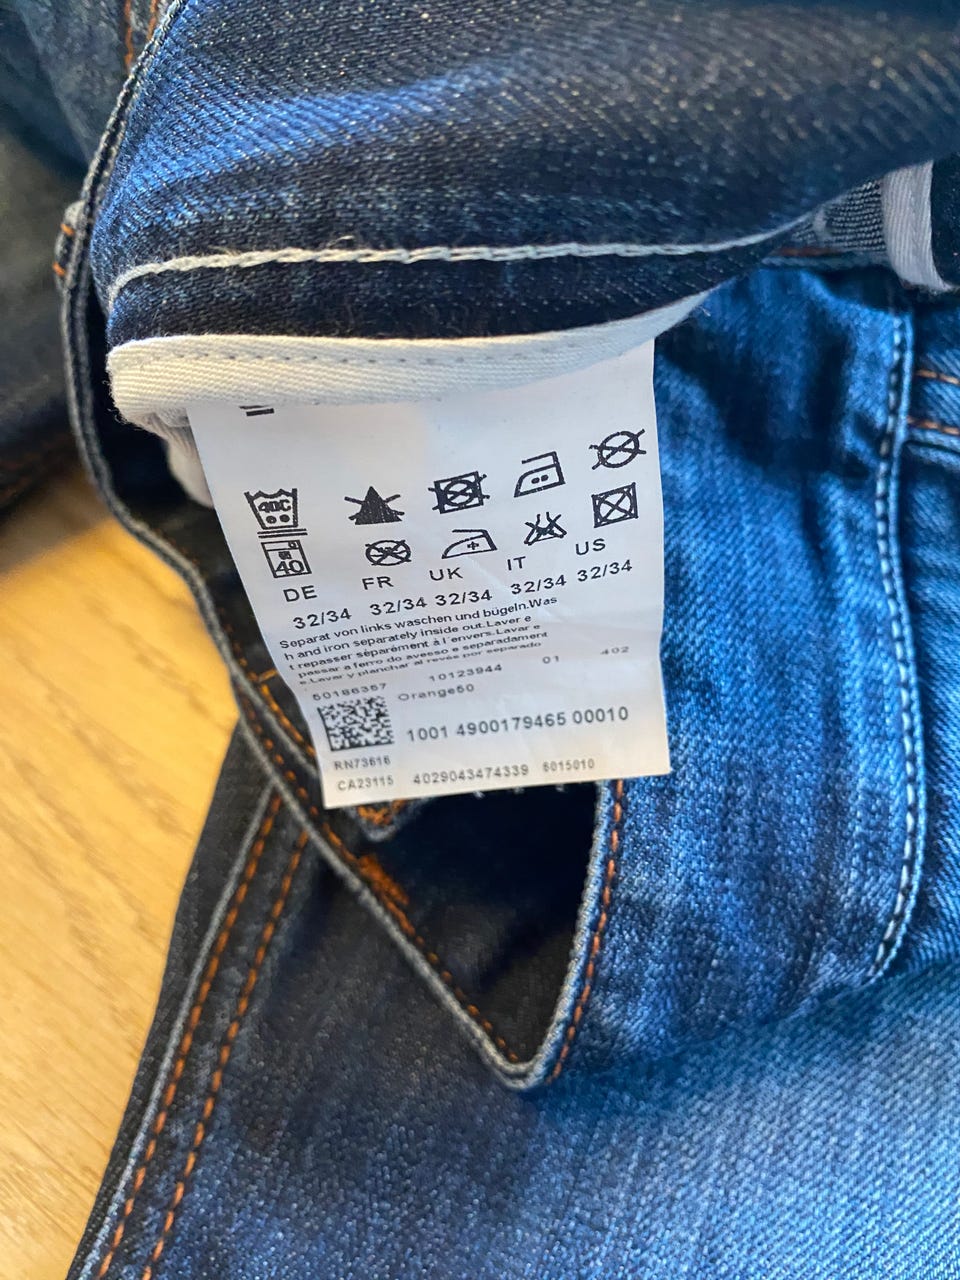 40C
40
DE FR UK IT US
32/34 32/34 32/34 32/34 32/34
Separat von links waschen und bügeln.Was
h and iron separately inside out.Laver e
t repasser séparément à l'envers.Lavar e
passar a ferro do avesso e separadament
e.Lavar y planchar al revés por separado
50186357 10123944 01 402
Orange50
1001 4900179465 00010
RN73616
CA23115 4029043474339 6015010